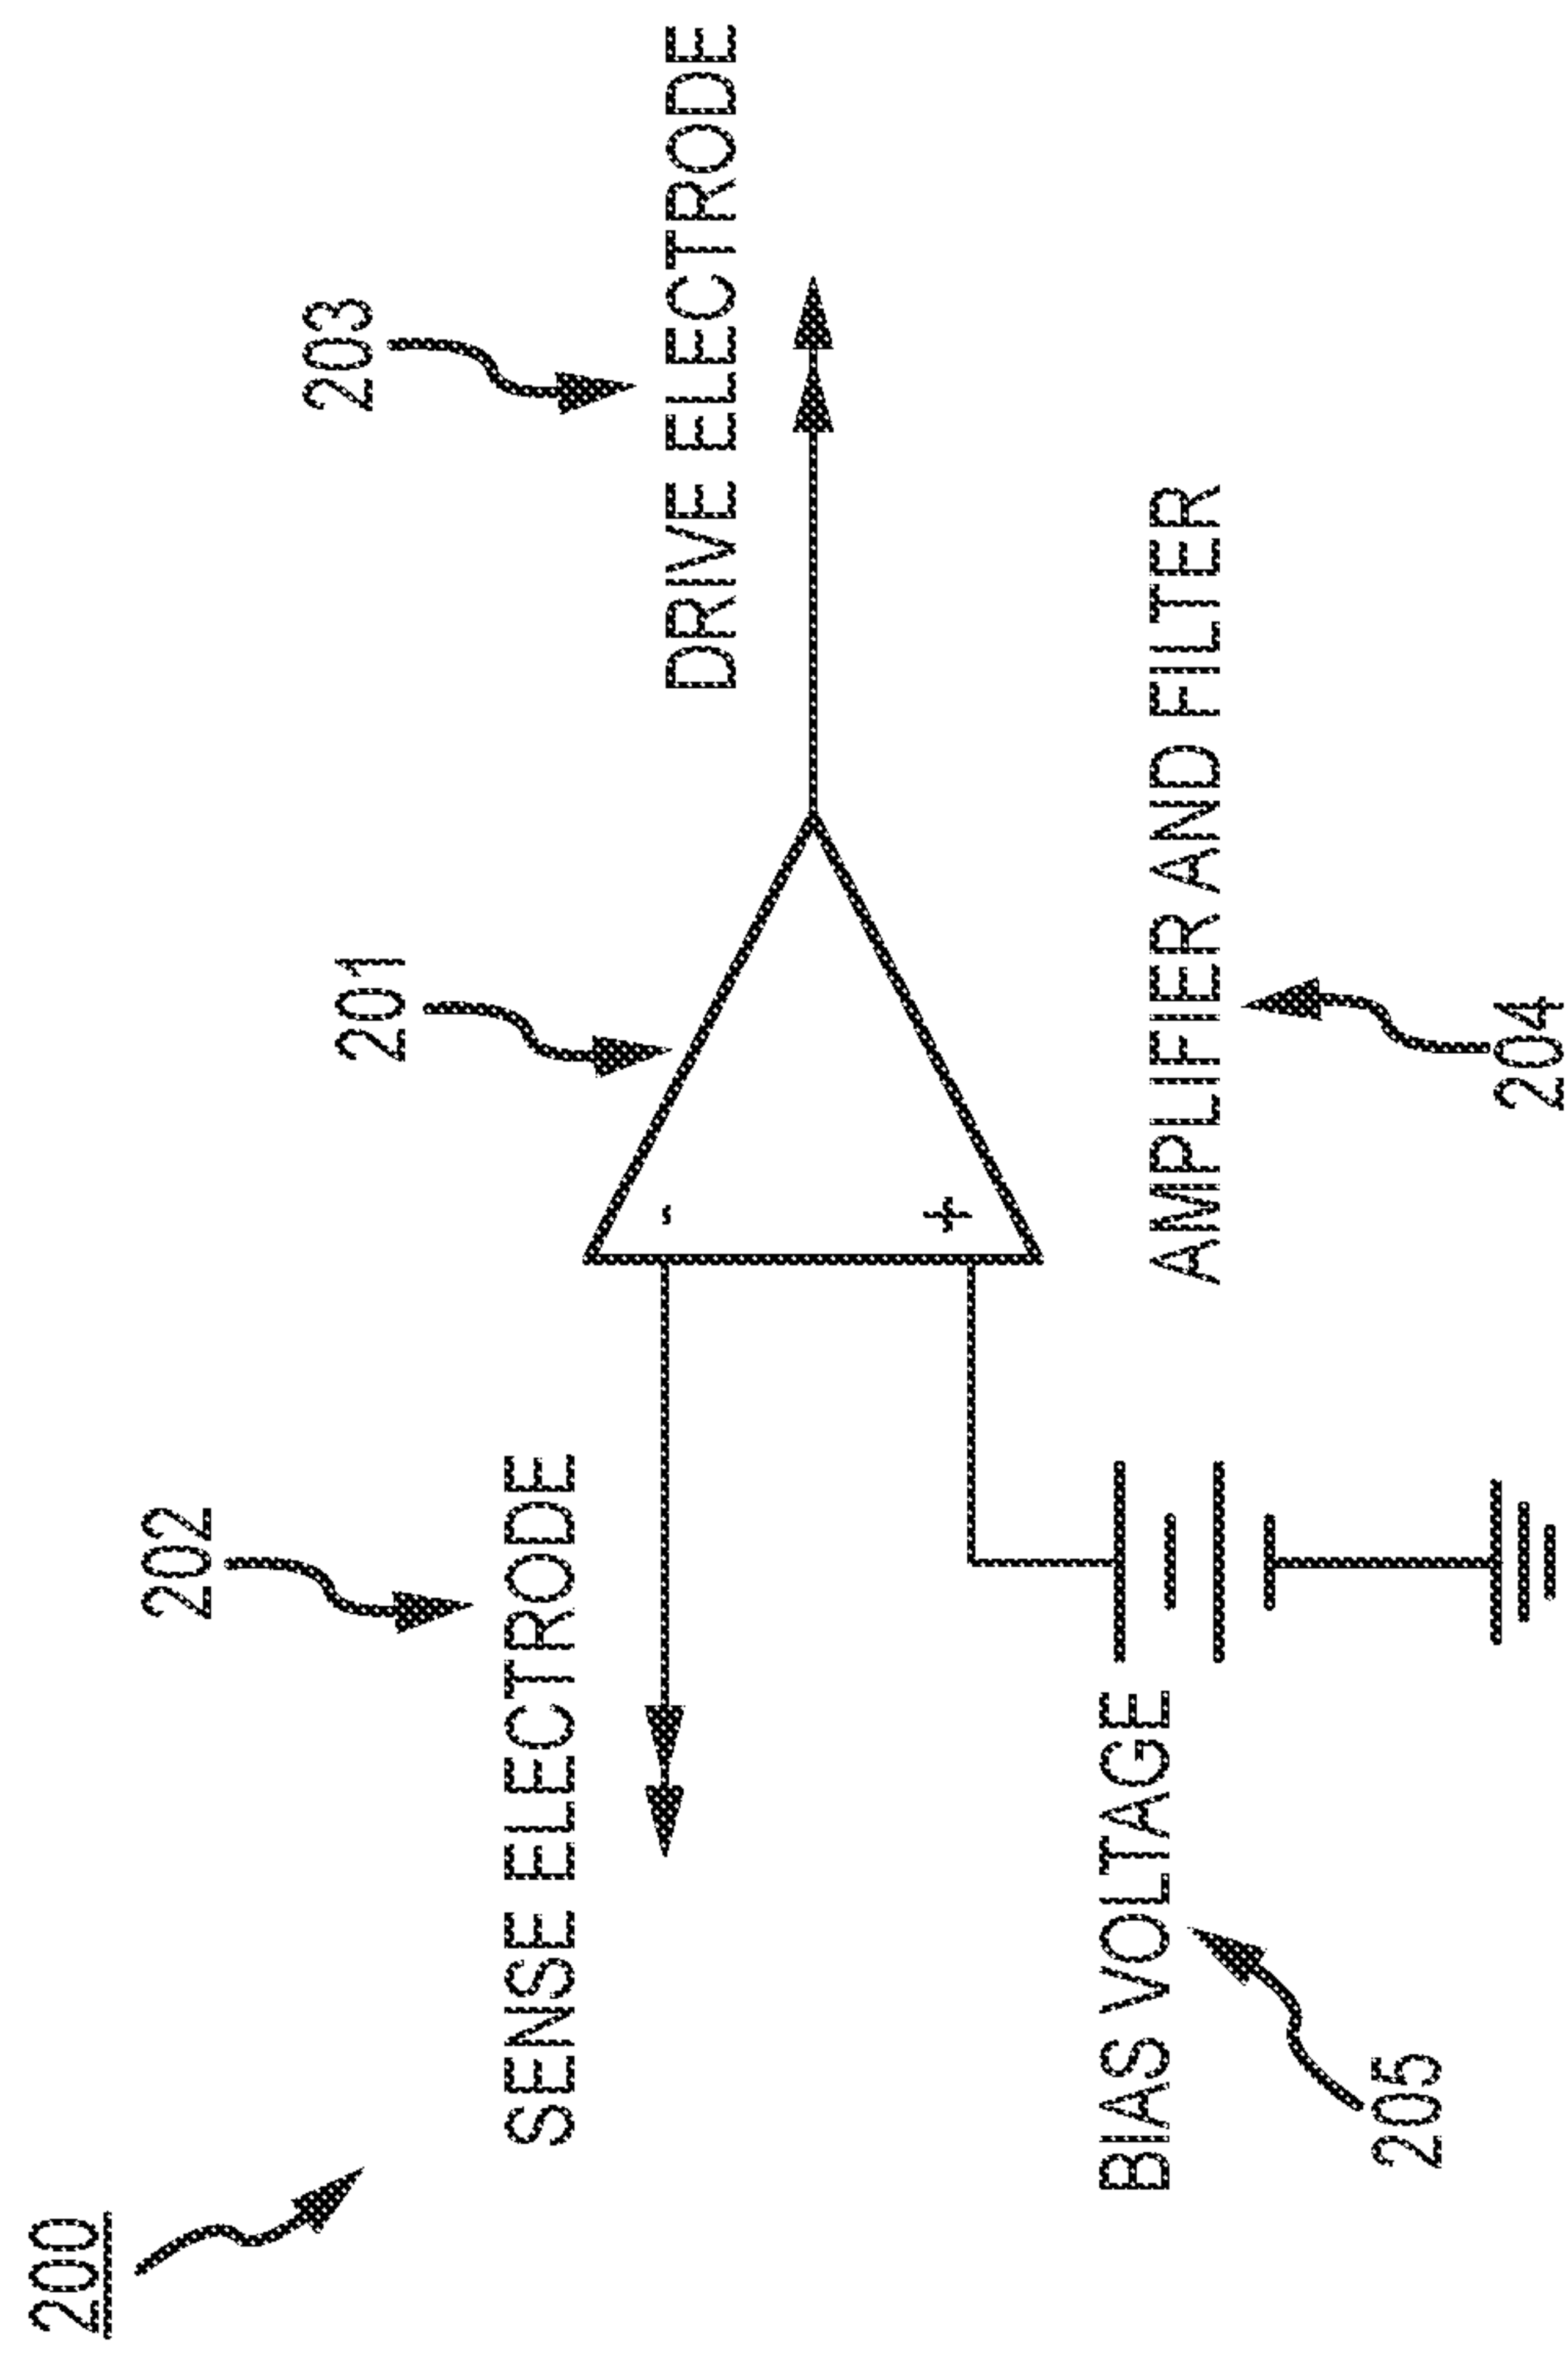 200
202
SENSE ELECTRODE
201
203
DRIVE ELECTRODE
-
+
BIAS VOLTAGE
205
AMPLIFIER AND FILTER
204